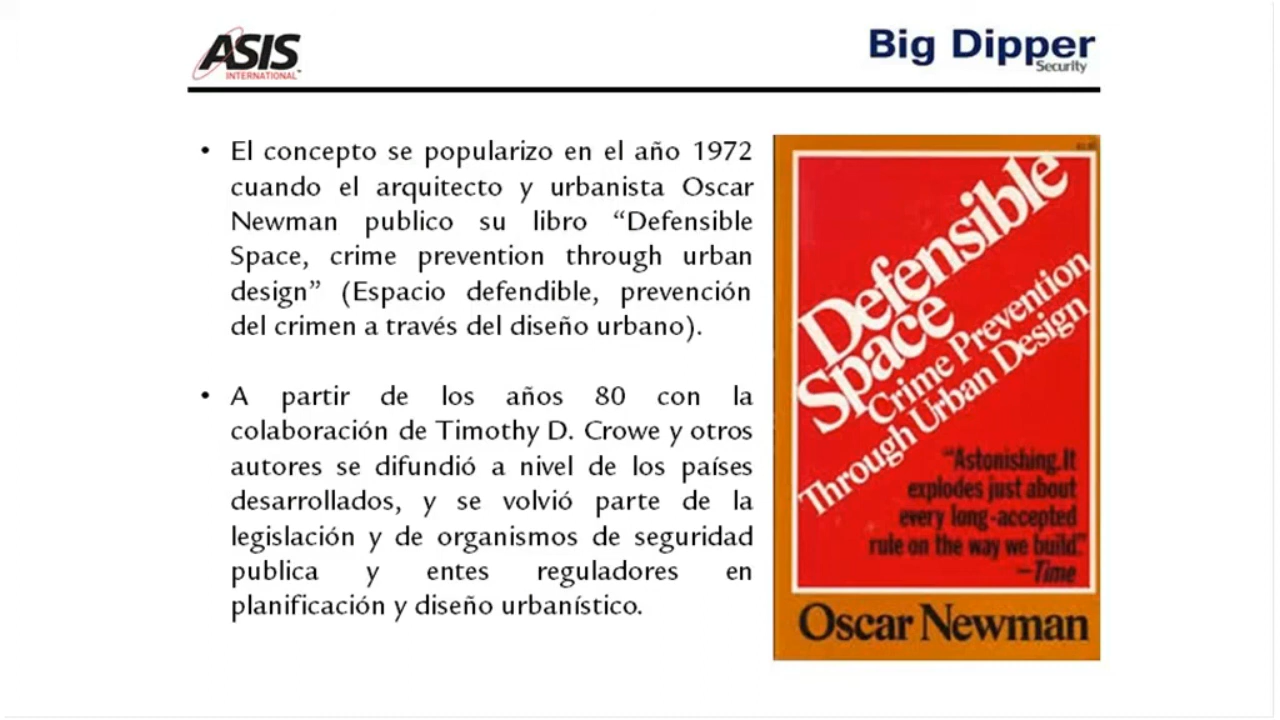 ASIS
INTERNATIONAL
Big Dipper
Security
• El concepto se popularizo en el año 1972
cuando el arquitecto y urbanista Oscar
Newman publico su libro “Defensible
Space, crime prevention through urban
design” (Espacio defendible, prevención
del crimen a través del diseño urbano).
• A partir de los años 80 con la
colaboración de Timothy D. Crowe y otros
autores se difundió a nivel de los países
desarrollados, y se volvió parte de la
legislación y de organismos de seguridad
publica y entes reguladores en
planificación y diseño urbanístico.
Defensible
Space
Crime Prevention
Through Urban Design
“Astonishing. It
explodes just about
every long-accepted
rule on the way we build.”
—Time
Oscar Newman